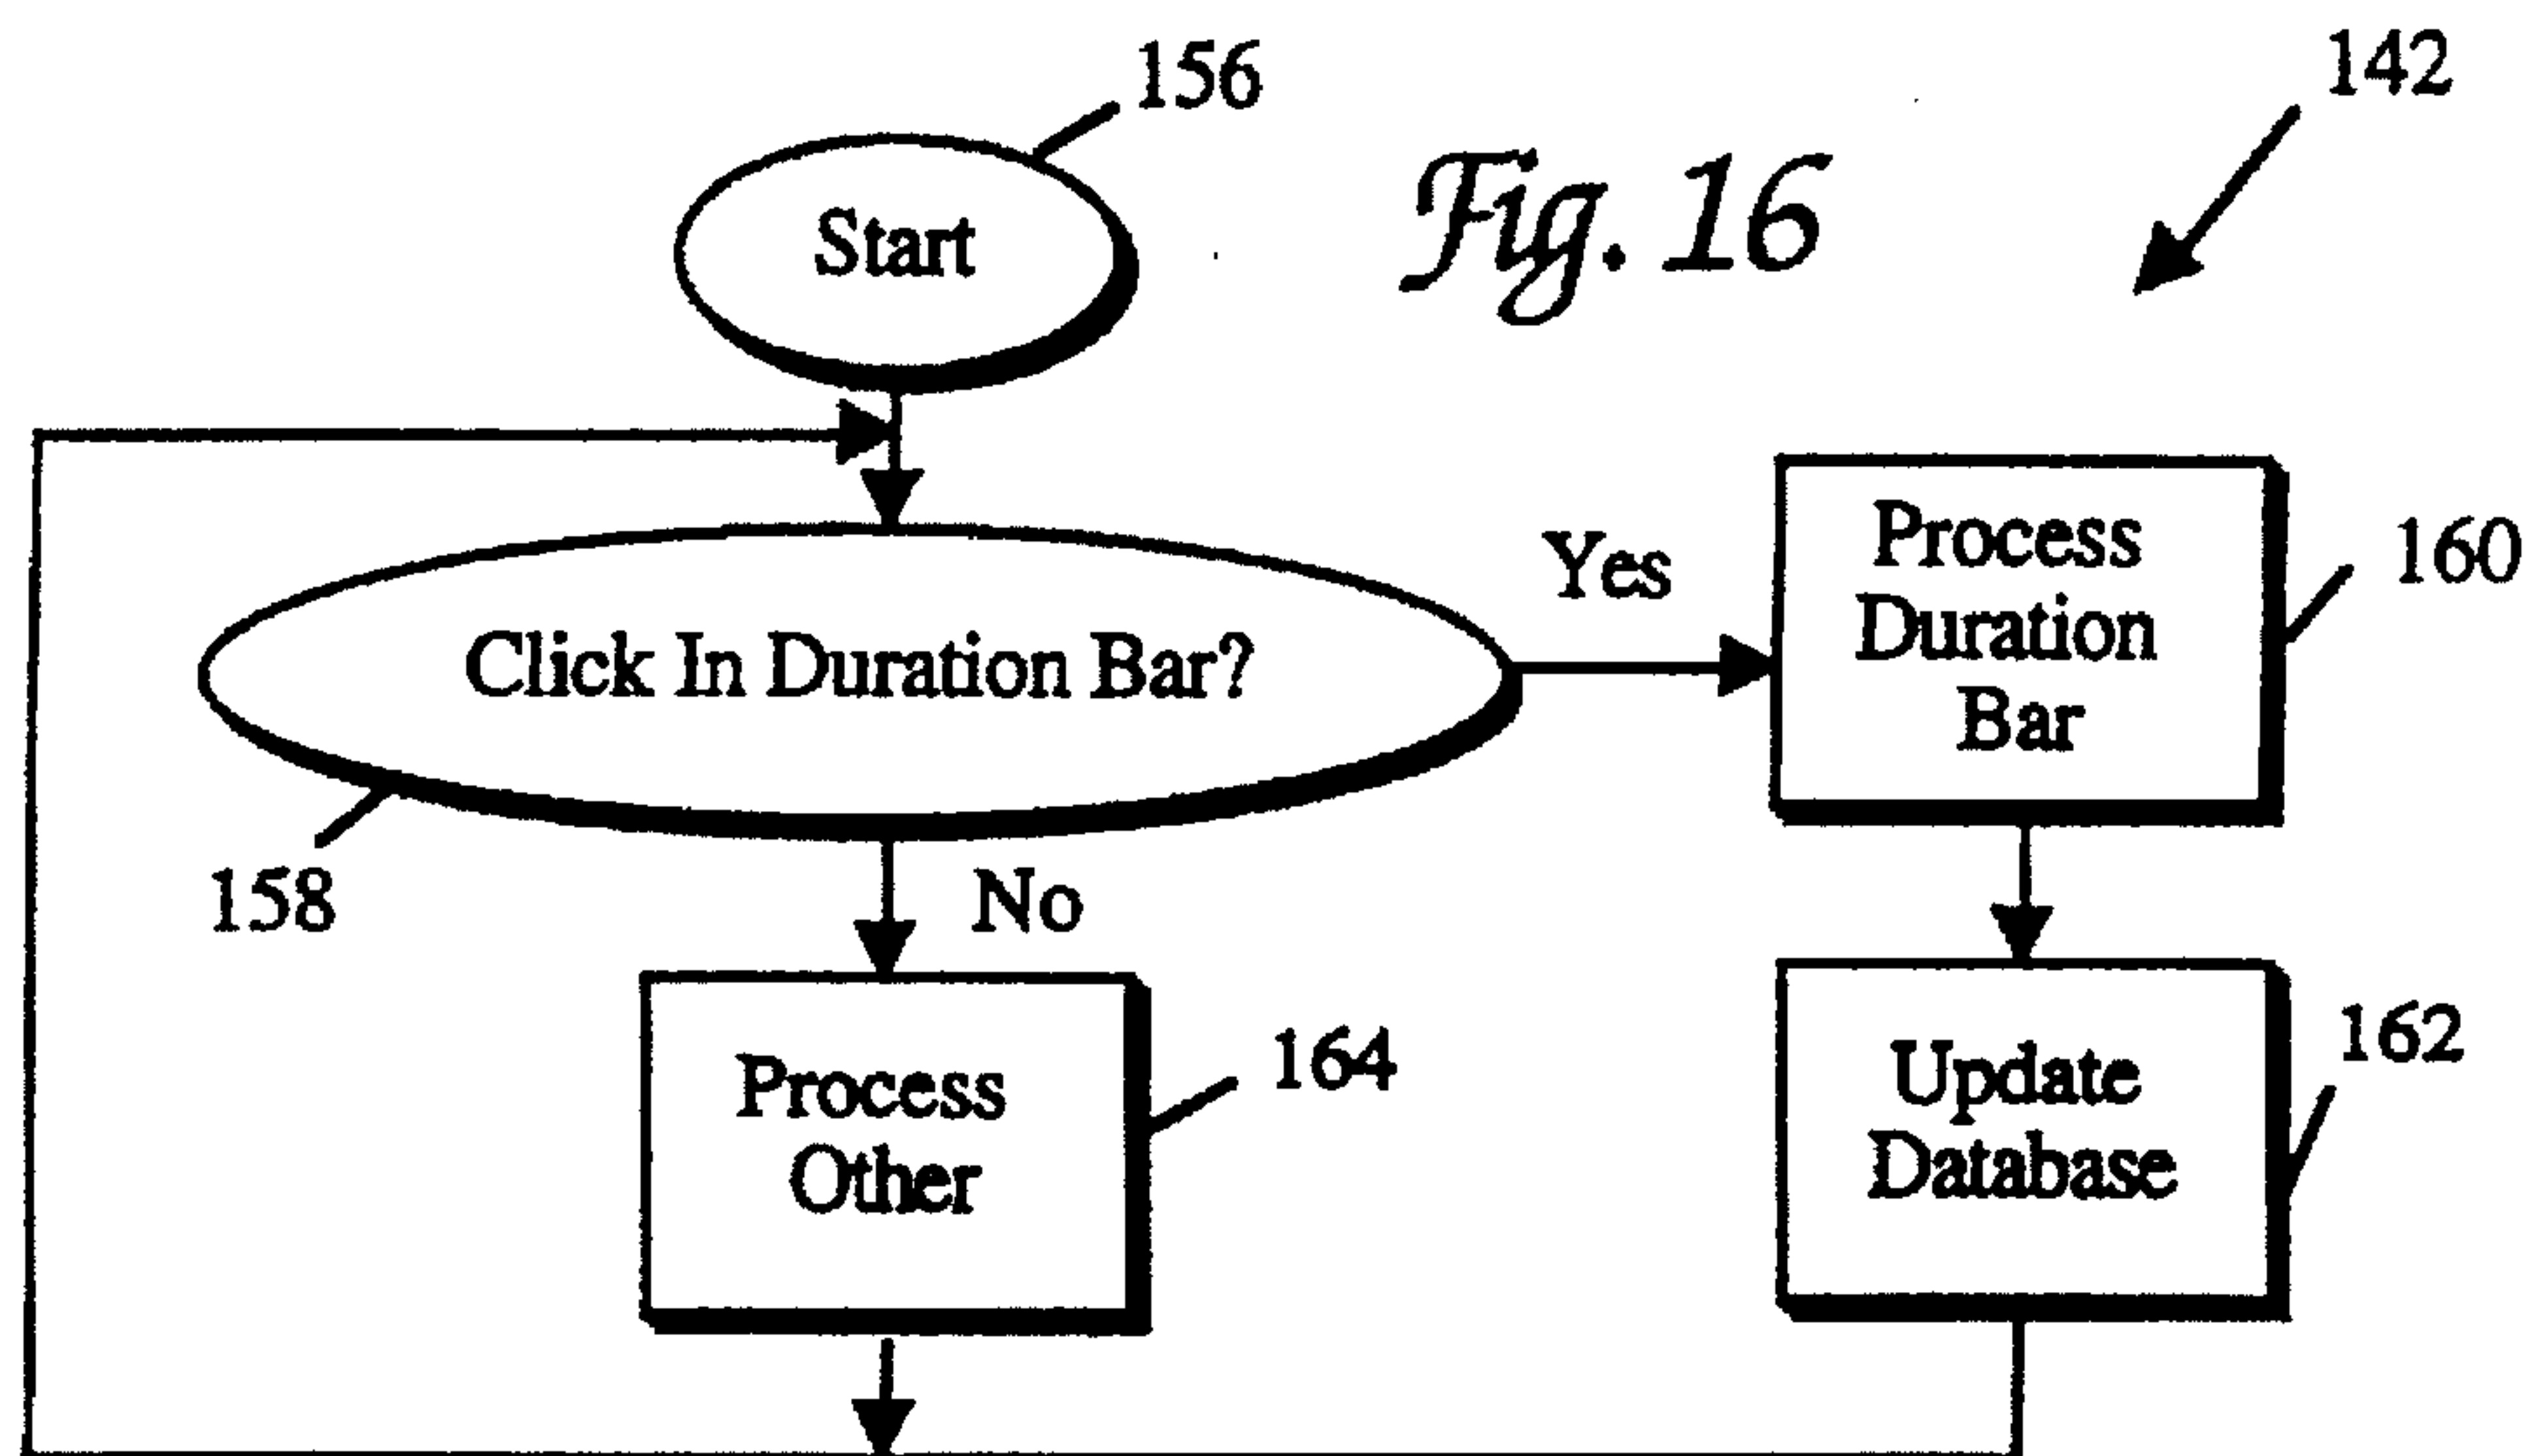 156
142
Fig. 16
Start
Click In Duration Bar?
Yes
Process
Duration
Bar
160
158
No
Process
Other
164
Update
Database
162